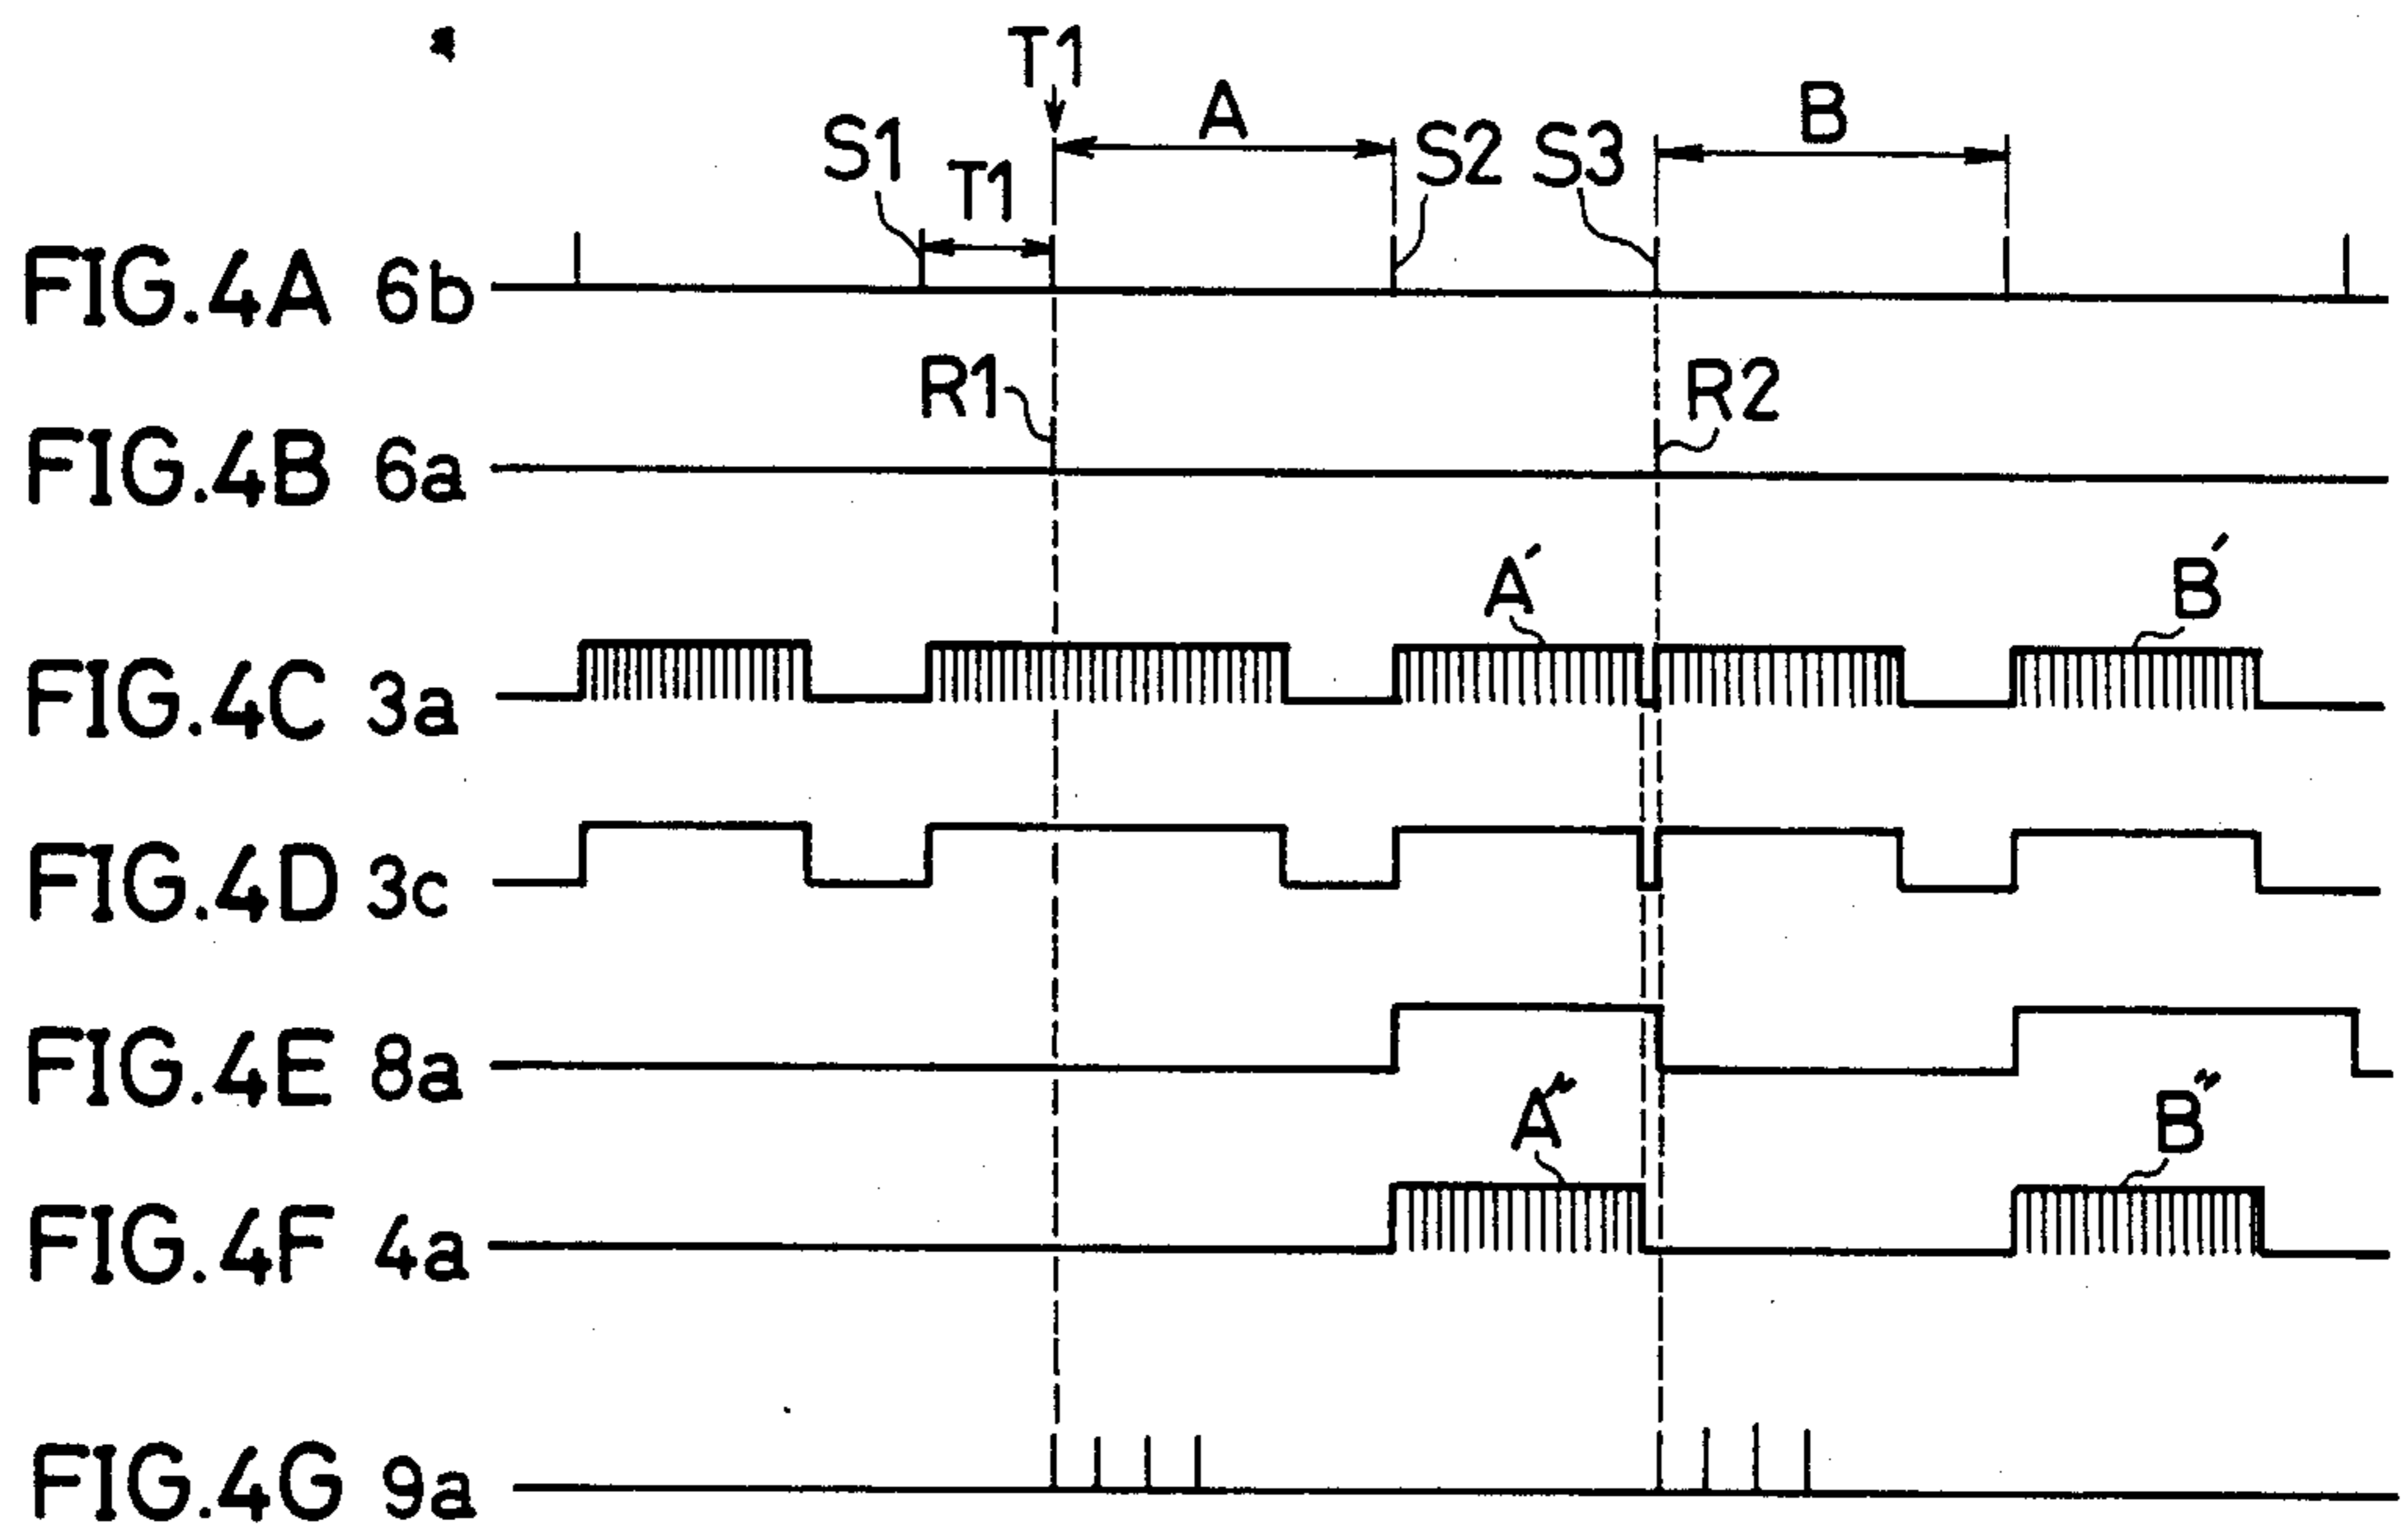 T1
A
B
S1
T1
S2
S3
FIG.4A 6b
R1
R2
FIG.4B 6a
A′
B′
FIG.4C 3a
FIG.4D 3c
FIG.4E 8a
A″
B″
FIG.4F 4a
FIG.4G 9a